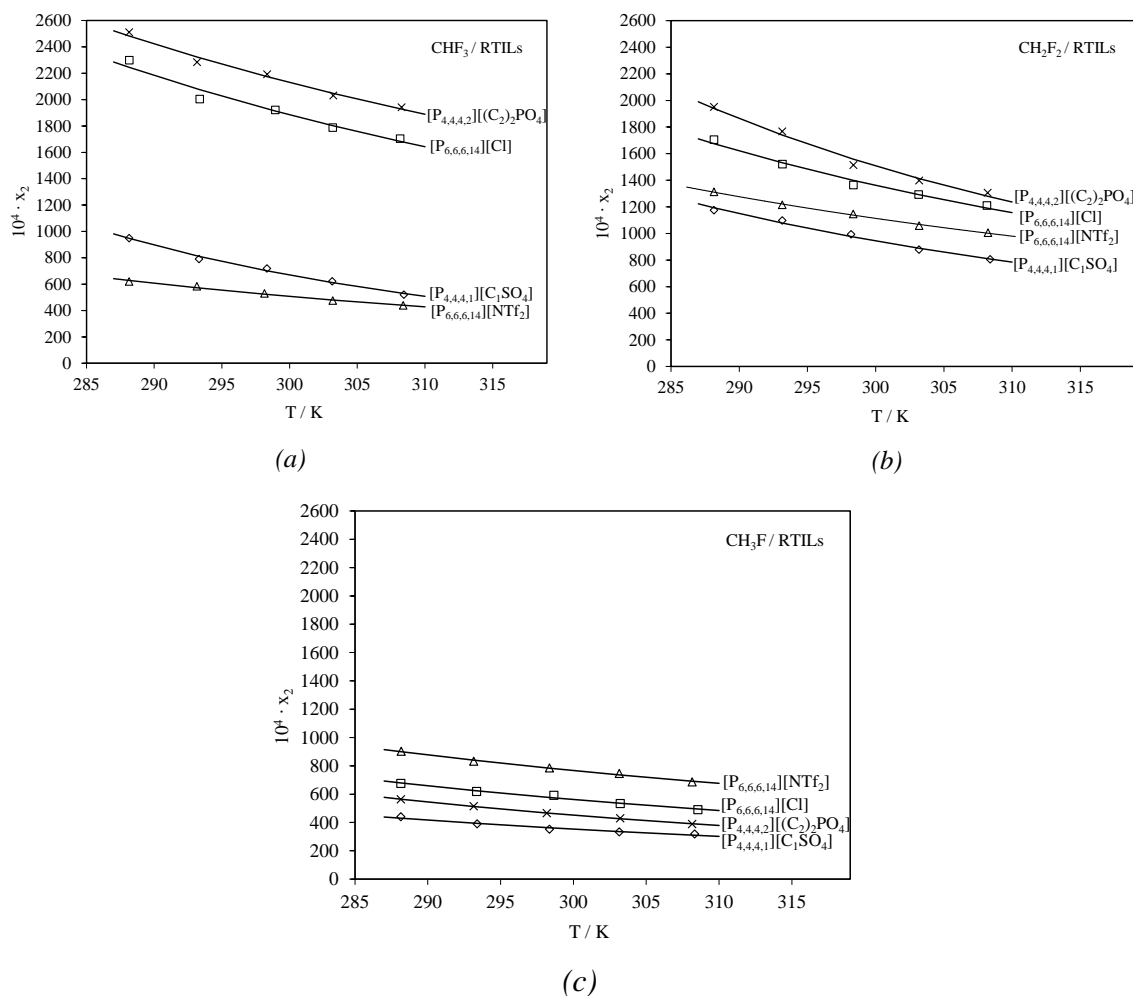 2600
2400
2200
2000
1800
1600
1400
1200
1000
800
600
400
200
0
10⁴ · x₂
CHF₃ / RTILs
[P₄,₄,₄,₂][(C₂)₂PO₄]
[P₆,₆,₆,₁₄][Cl]
[P₄,₄,₄,₁][C₁SO₄]
[P₆,₆,₆,₁₄][NTf₂]
285 290 295 300 305 310 315
T / K
(a)
2600
2400
2200
2000
1800
1600
1400
1200
1000
800
600
400
200
0
10⁴ · x₂
CH₂F₂ / RTILs
[P₄,₄,₄,₂][(C₂)₂PO₄]
[P₆,₆,₆,₁₄][Cl]
[P₆,₆,₆,₁₄][NTf₂]
[P₄,₄,₄,₁][C₁SO₄]
285 290 295 300 305 310 315
T / K
(b)
2600
2400
2200
2000
1800
1600
1400
1200
1000
800
600
400
200
0
10⁴ · x₂
CH₃F / RTILs
[P₆,₆,₆,₁₄][NTf₂]
[P₆,₆,₆,₁₄][Cl]
[P₄,₄,₄,₂][(C₂)₂PO₄]
[P₄,₄,₄,₁][C₁SO₄]
285 290 295 300 305 310 315
T / K
(c)